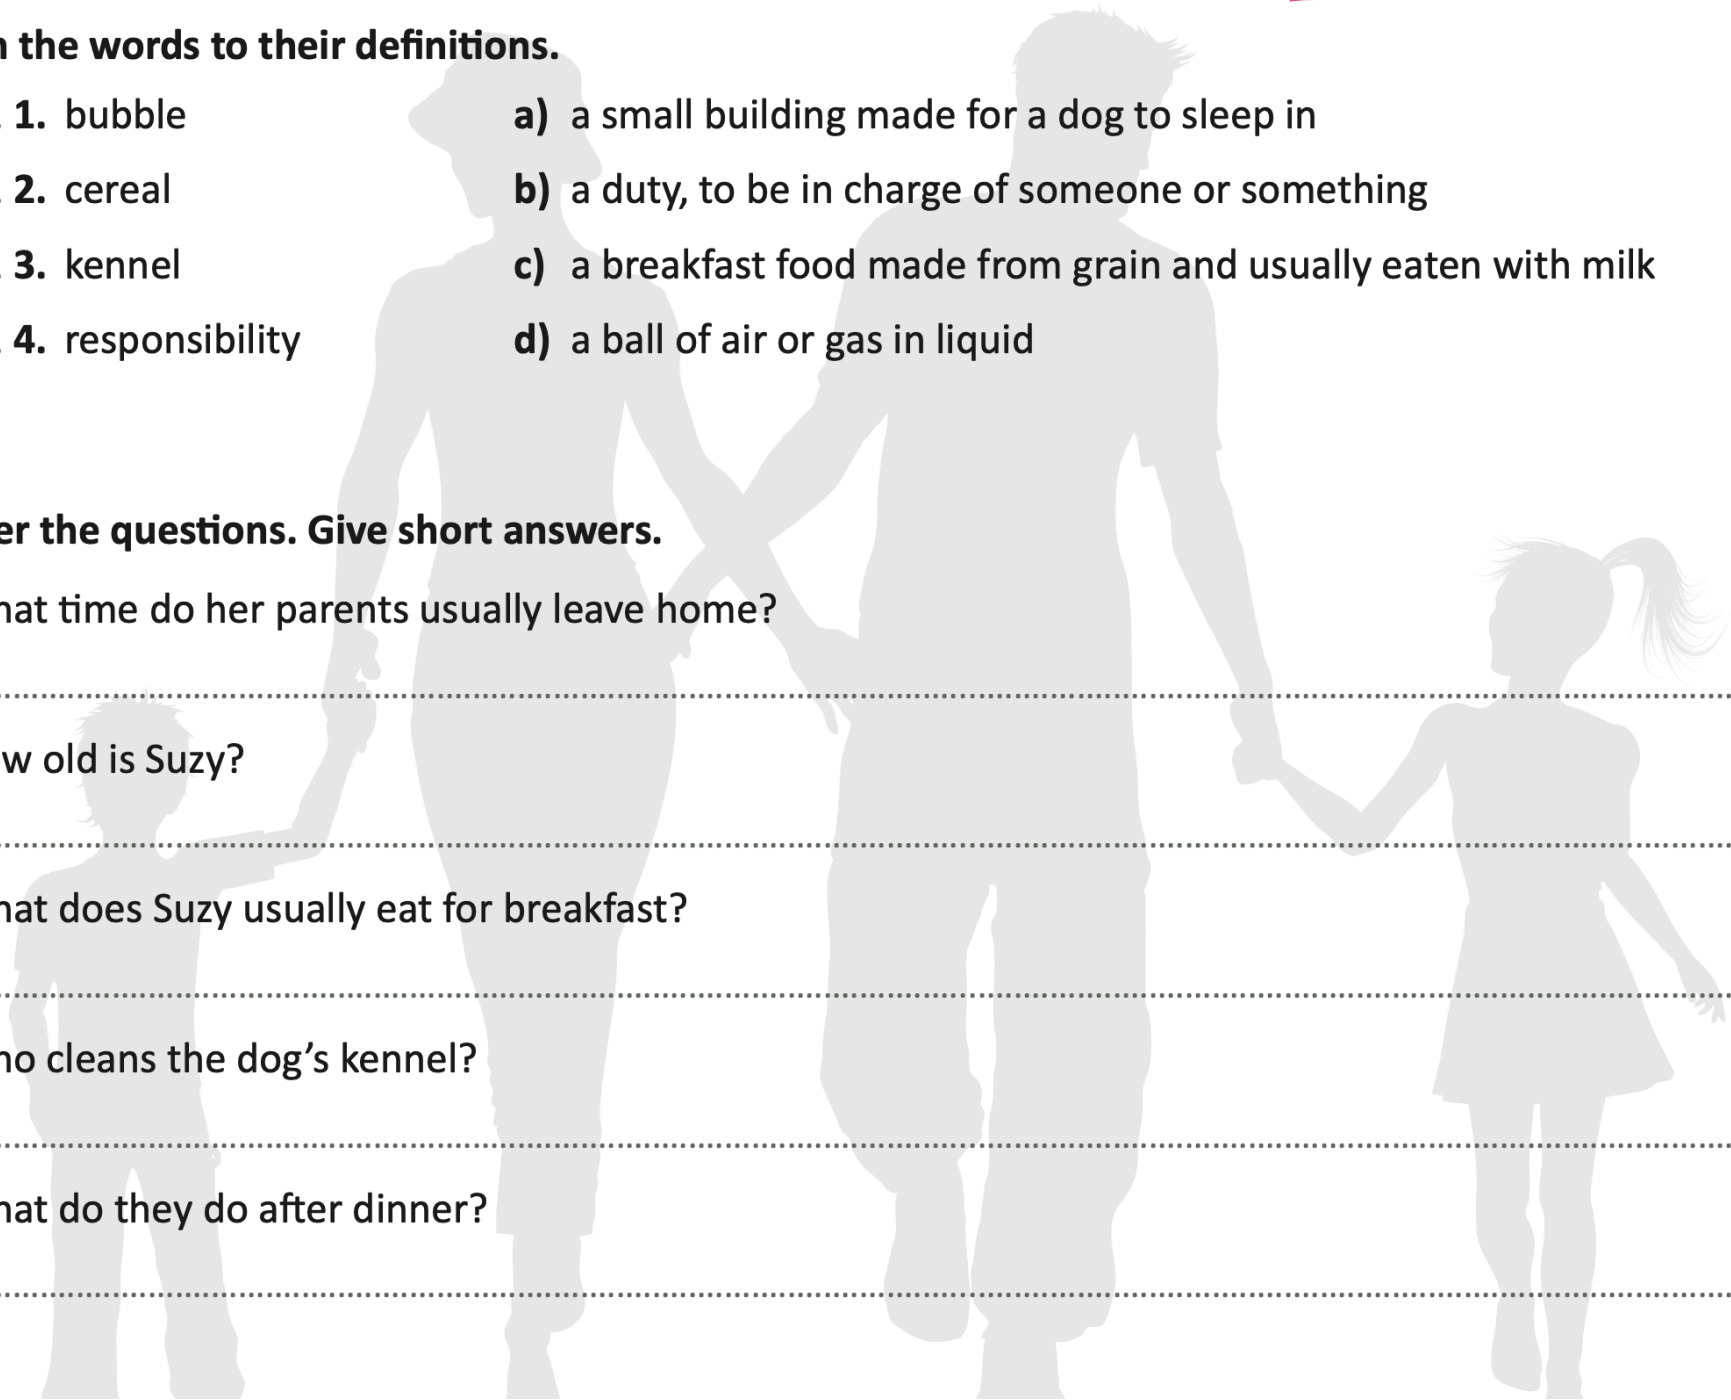 the words to their definitions.
1. bubble
a) a small building made for a dog to sleep in
2. cereal
b) a duty, to be in charge of someone or something
3. kennel
c) a breakfast food made from grain and usually eaten with milk
4. responsibility
d) a ball of air or gas in liquid
er the questions. Give short answers.
hat time do her parents usually leave home?
w old is Suzy?
hat does Suzy usually eat for breakfast?
ho cleans the dog’s kennel?
hat do they do after dinner?